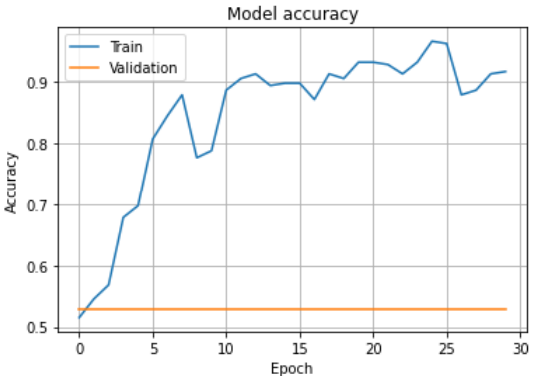 Model accuracy
Train
Validation
Accuracy
0.9
0.8
0.7
0.6
0.5
0 5 10 15 20 25 30
Epoch